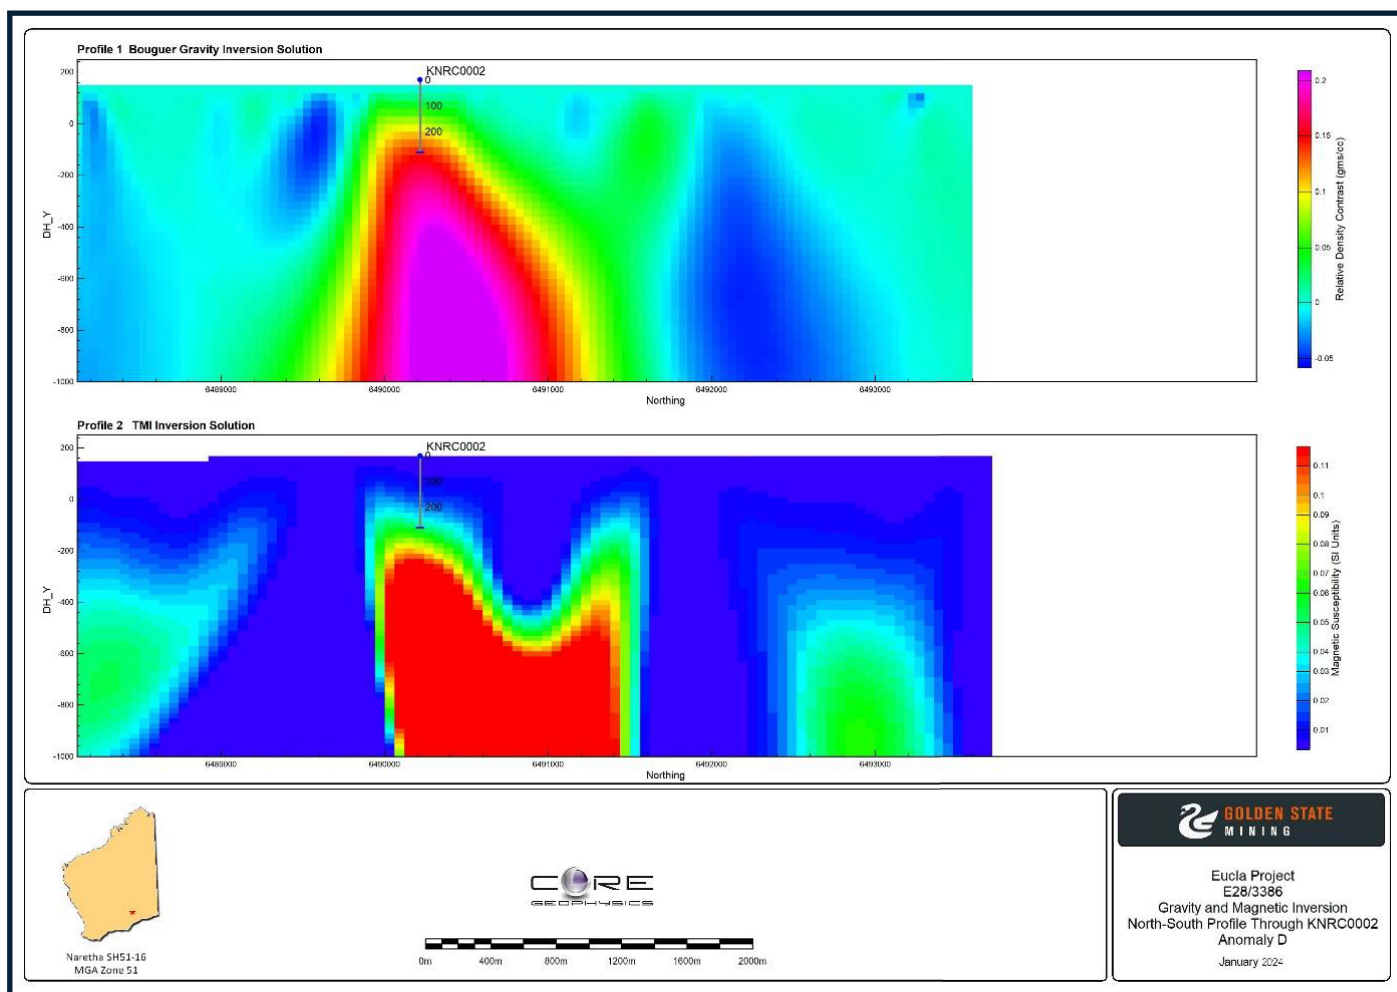 Profile 1 Bouguer Gravity Inversion Solution
KNRC0002
0
100
200
200
0
-200
-400
-600
-800
-1000
DH_Y
6489000
6490000
6491000
6492000
6493000
Northing
0.2
0.15
0.1
0.05
0
-0.05
Relative Density Contrast (gms/cc)
Profile 2 TMI Inversion Solution
KNRC0002
0
100
200
200
0
-200
-400
-600
-800
-1000
DH_Y
6489000
6490000
6491000
6492000
6493000
Northing
0.11
0.1
0.09
0.08
0.07
0.06
0.05
0.04
0.03
0.02
0.01
Magnetic Susceptibility (SI Units)
Naretha SH51-16
MGA Zone 51
CORE
GEOPHYSICS
0m 400m 800m 1200m 1600m 2000m
GOLDEN STATE
MINING
Eucla Project
E28/3386
Gravity and Magnetic Inversion
North-South Profile Through KNRC0002
Anomaly D
January 2024